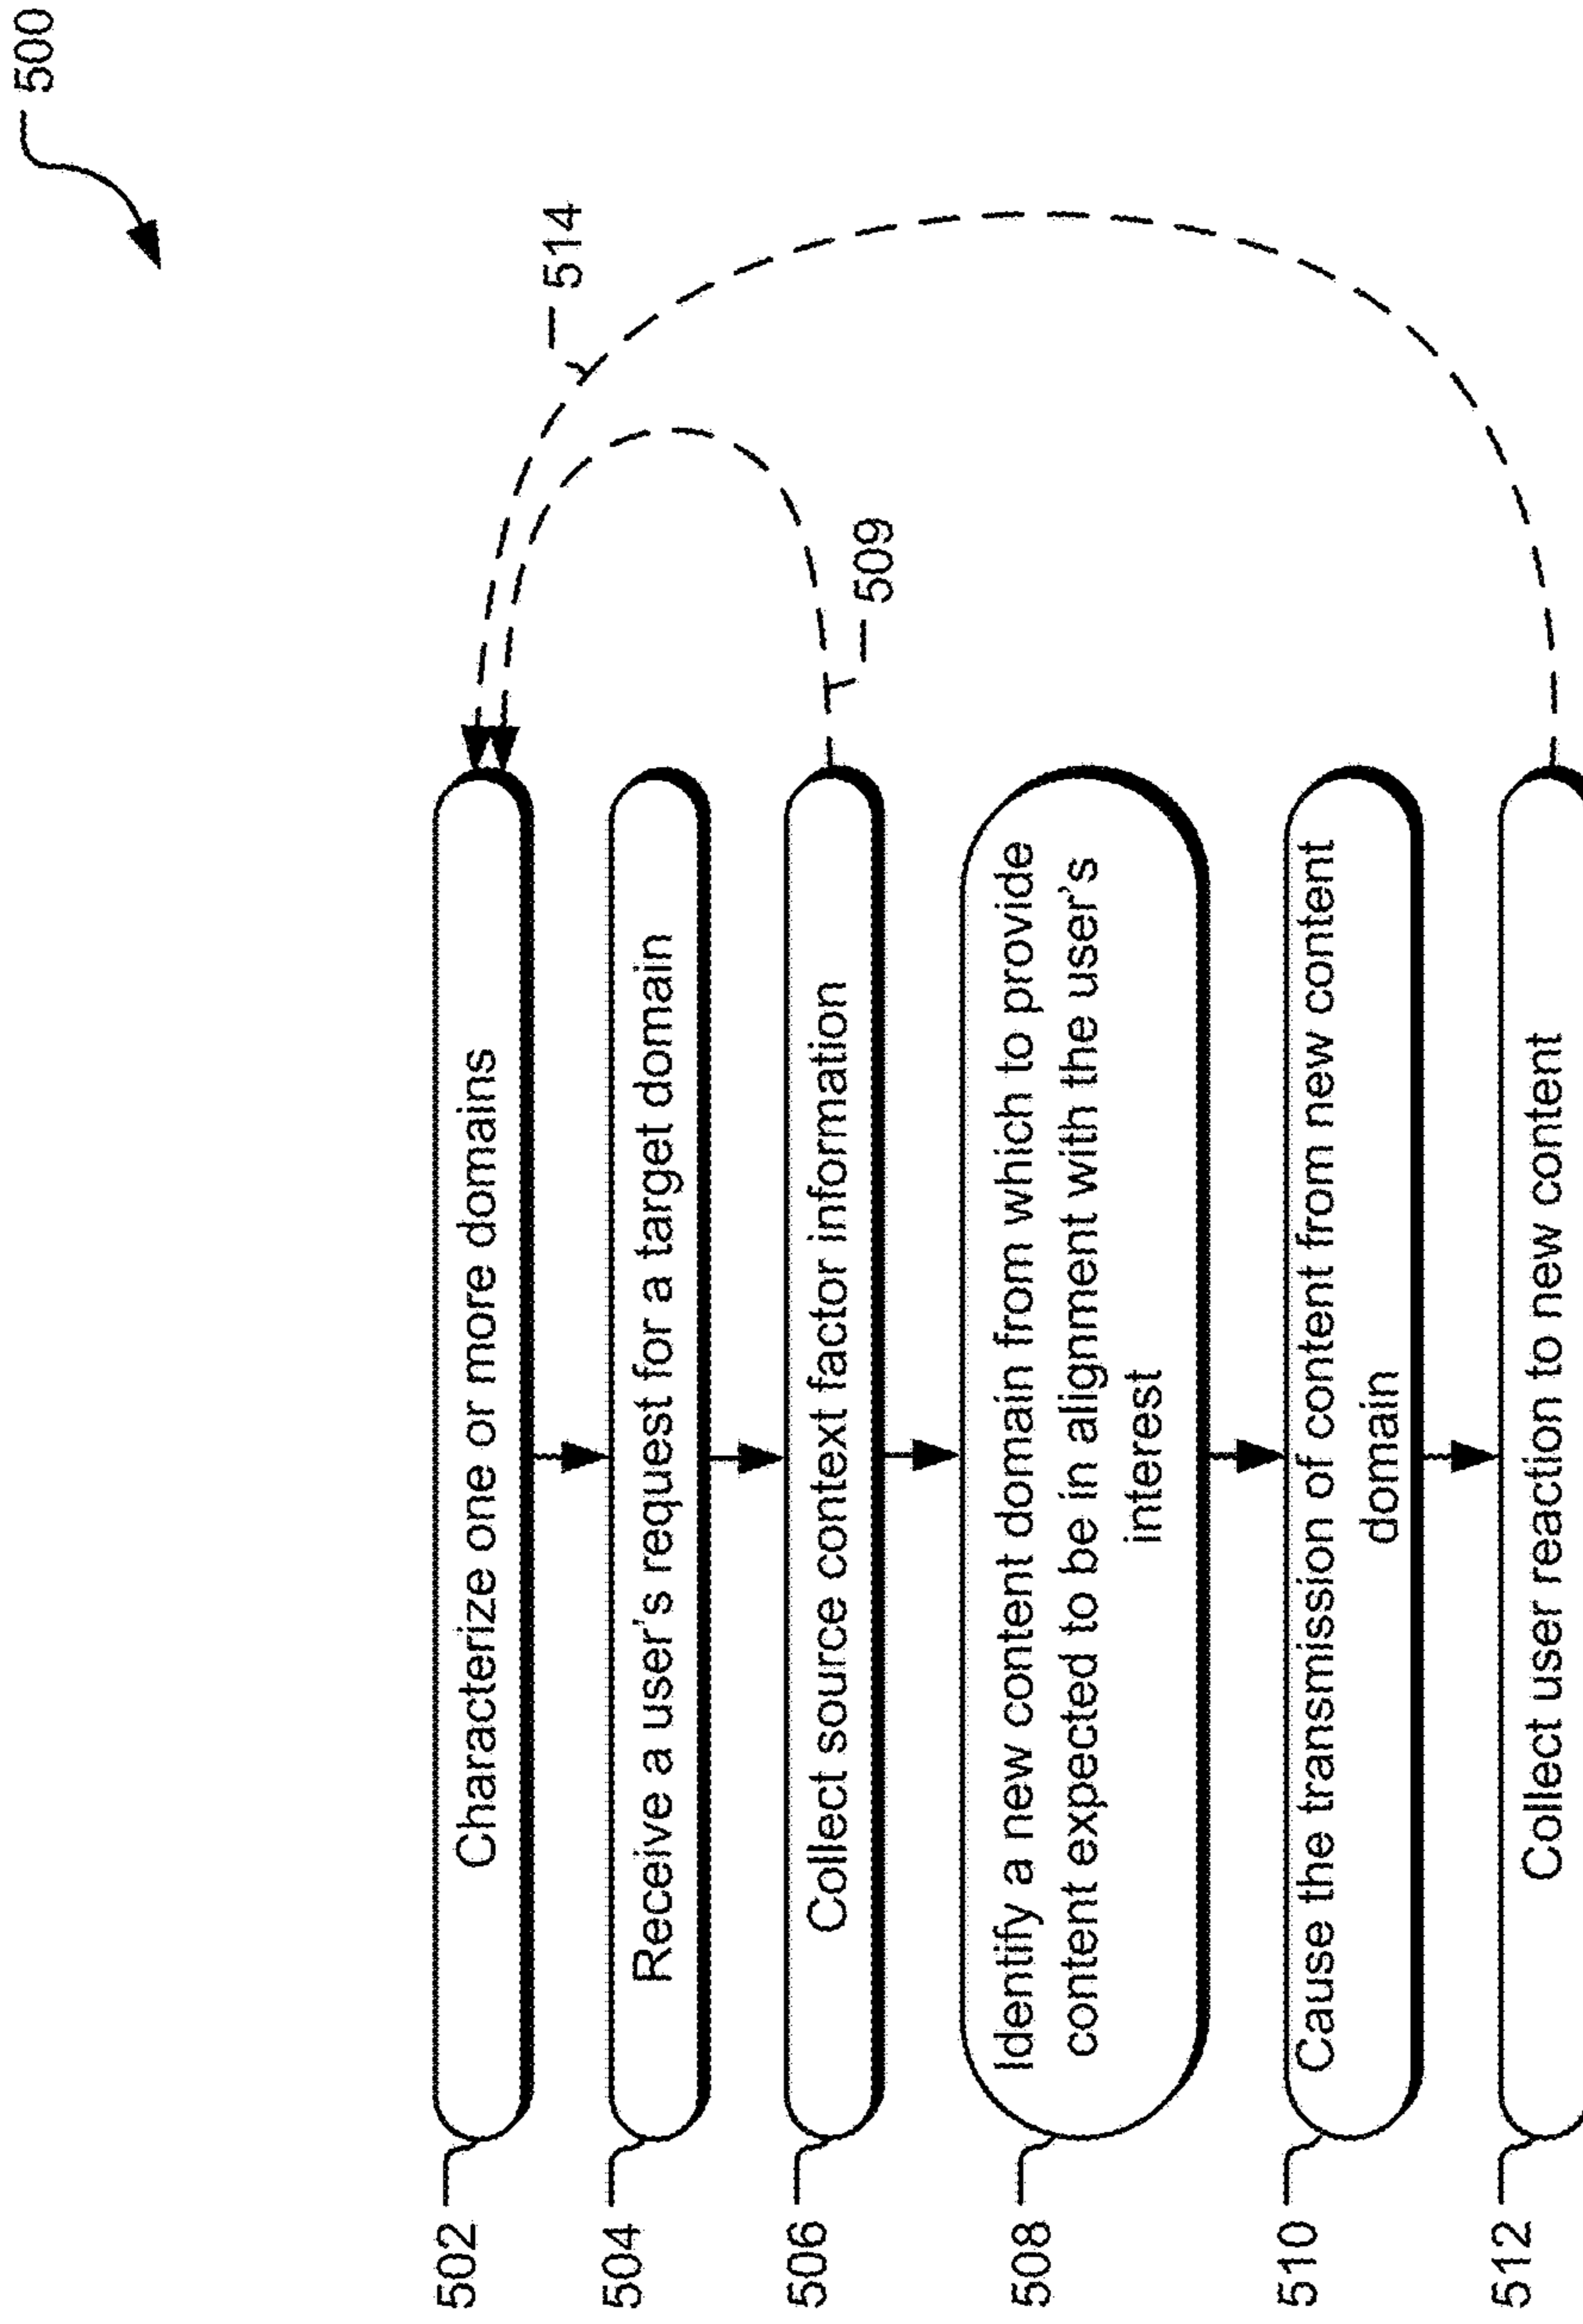 500
502
Characterize one or more domains
504
Receive a user's request for a target domain
506
Collect source context factor information
508
Identify a new content domain from which to provide
content expected to be in alignment with the user's
interest
510
Cause the transmission of content from new content
domain
512
Collect user reaction to new content
514
509